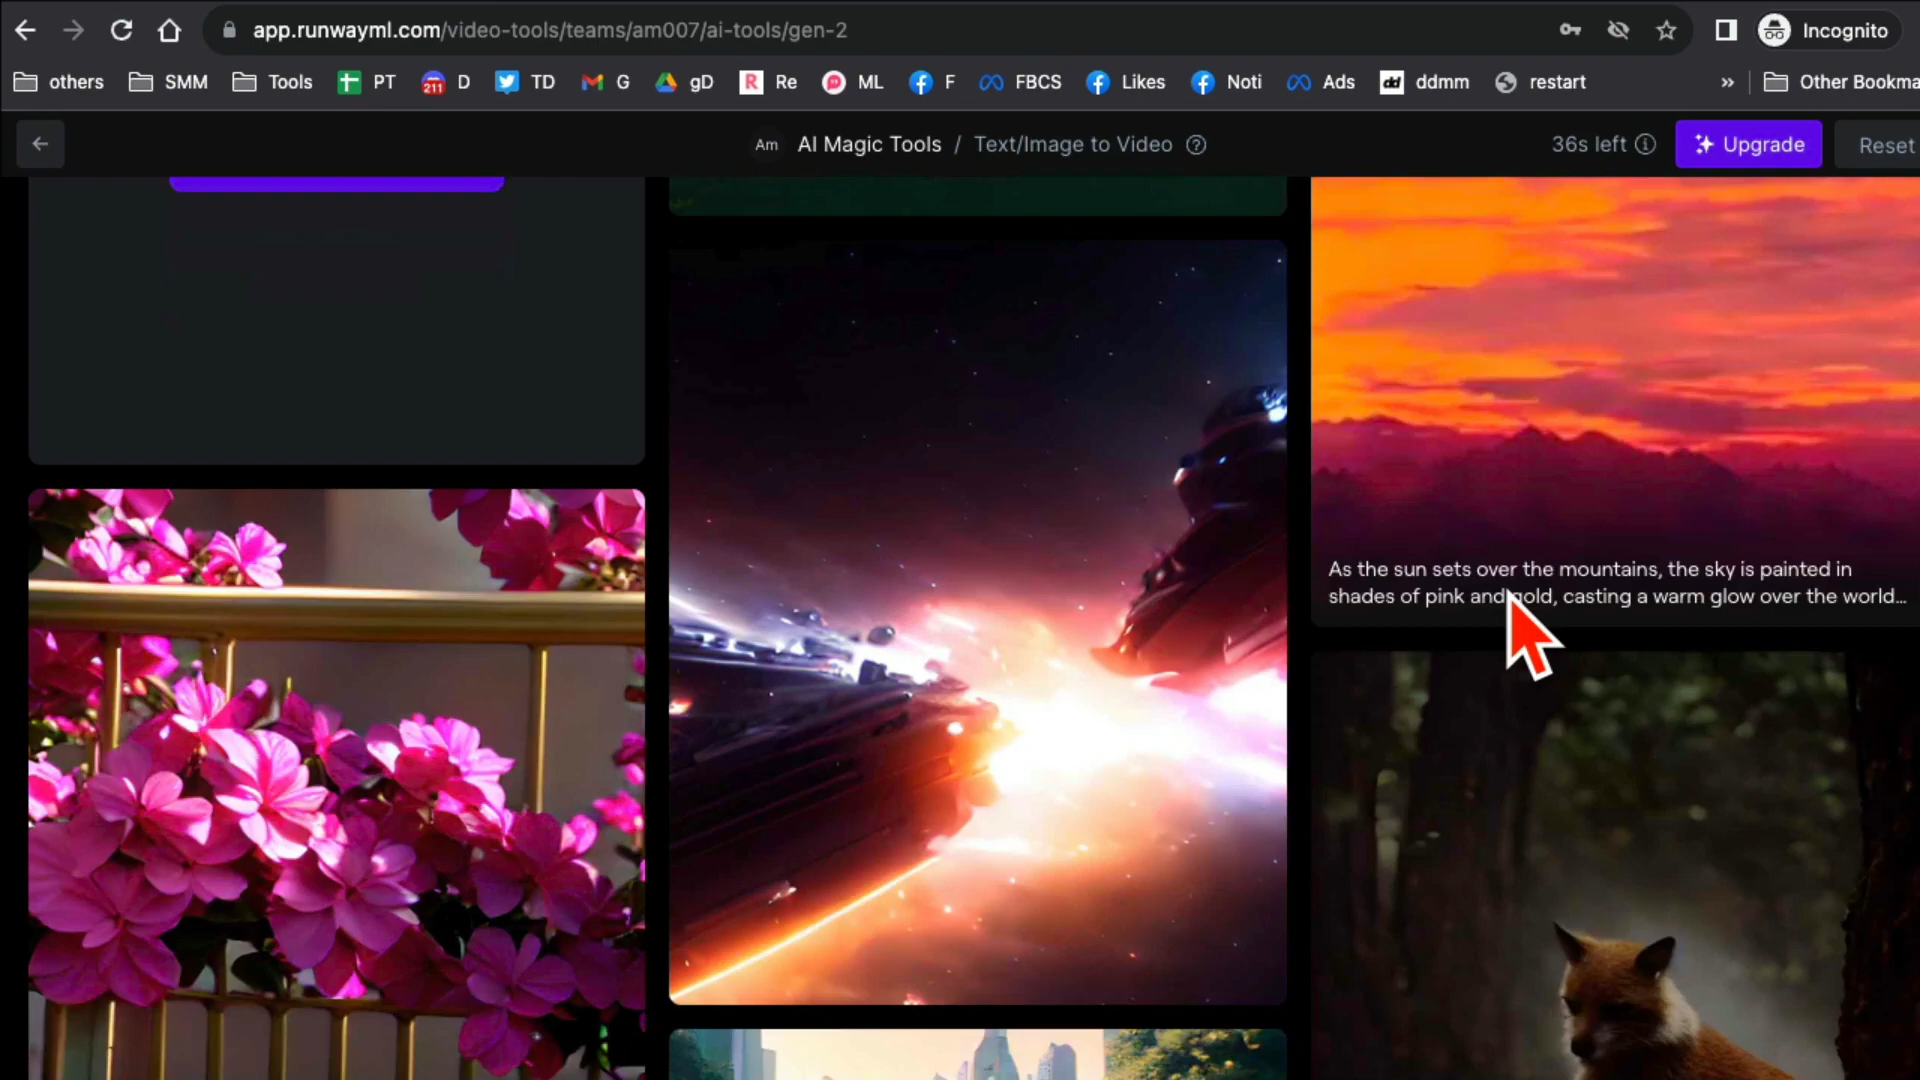 app.runwayml.com/video-tools/teams/am007/ai-tools/gen-2
Incognito
others SMM Tools PT 211 D TD G gD R Re ML F FBCS Likes Noti Ads dd ddmm restart » Other Bookma
Am AI Magic Tools / Text/Image to Video ? 36s left Upgrade Reset
As the sun sets over the mountains, the sky is painted in
shades of pink and gold, casting a warm glow over the world...